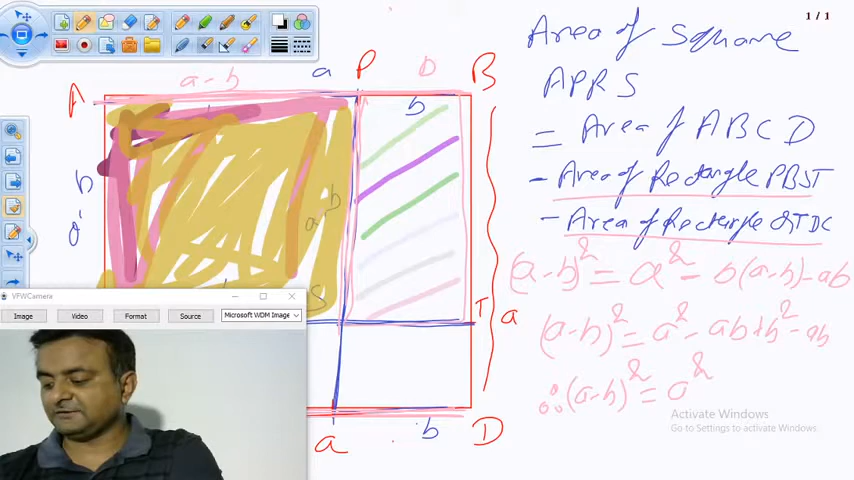 1 / 1
Area of Square
APRS
= Area of ABCD
- Area of Rectangle PBST
- Area of Rectangle QTDC
(a-b)² = a² - b(a-b) - ab
(a-b)² = a² - ab + b² - ab
∴ (a-b)² = a²
a-b
a
P
b
B
A
b
b
a-b
S
T
a
a
b
D
VFWCamera
Image
Video
Format
Source
Microsoft WDM Image
Activate Windows
Go to Settings to activate Windows.